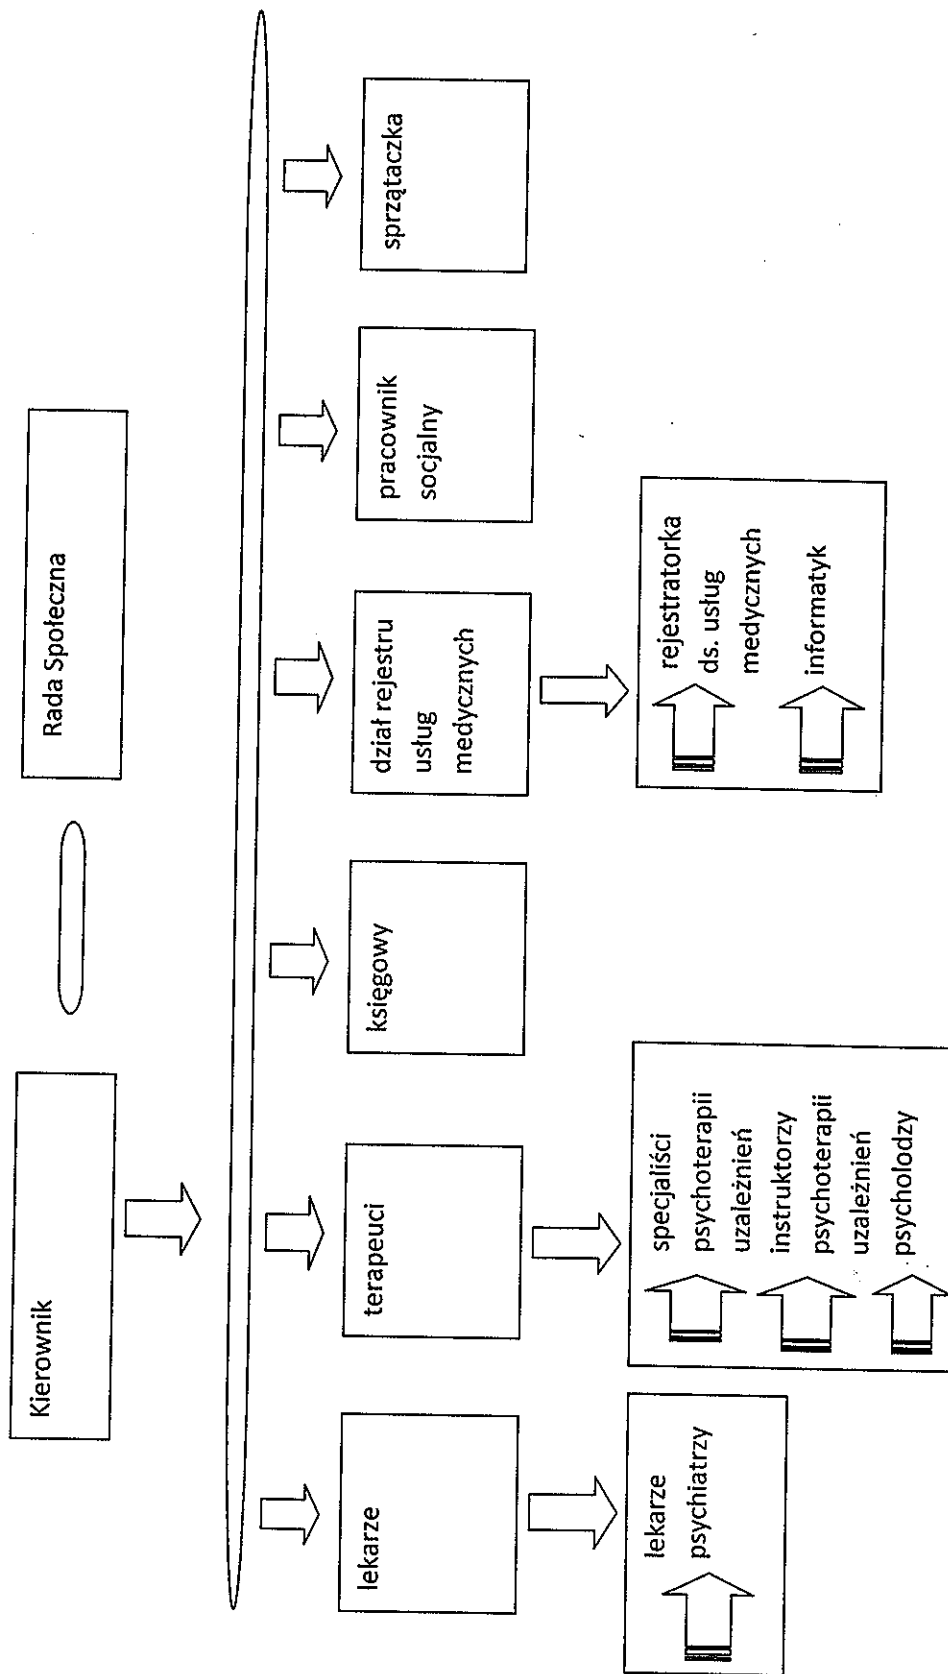 Kierownik
Rada Społeczna
lekarze
terapeuci
księgowy
dział rejestru
usług
medycznych
pracownik
socjalny
sprzątaczka
lekarze
psychiatrzy
specjaliści
psychoterapii
uzależnień
instruktorzy
psychoterapii
uzależnień
psycholodzy
rejestratorka
ds. usług
medycznych
informatyk